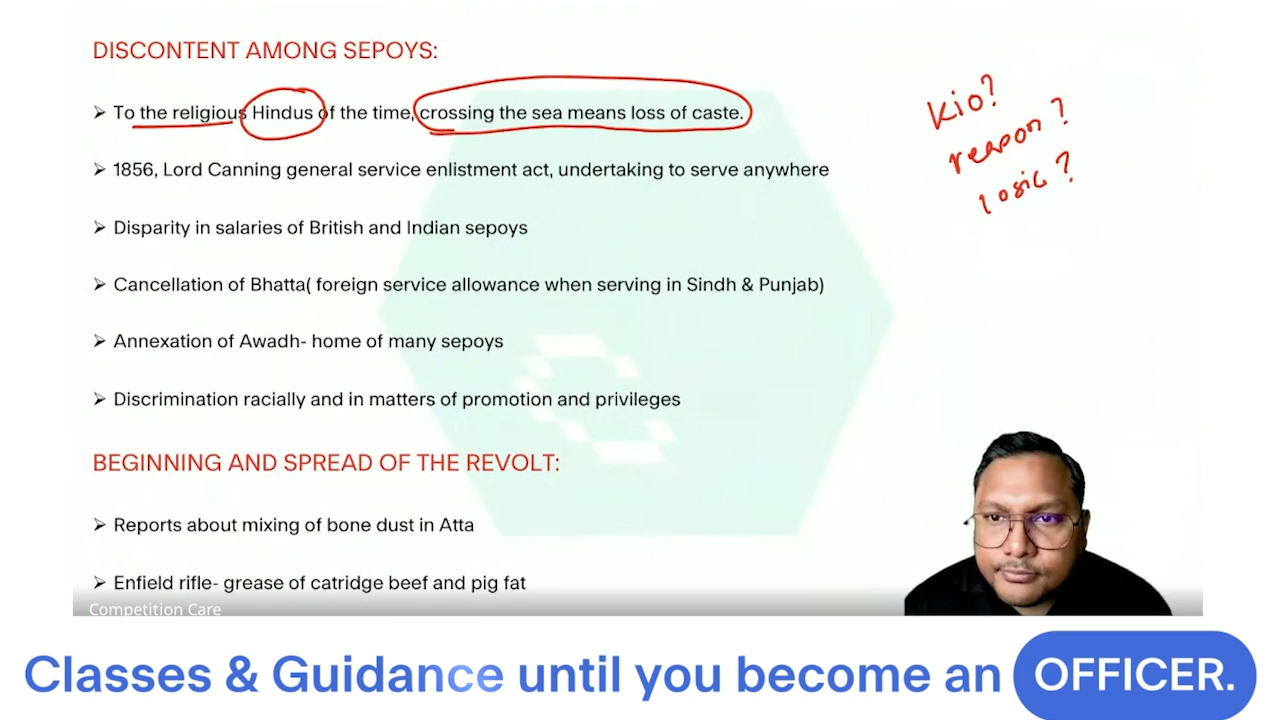 DISCONTENT AMONG SEPOYS:
➢ To the religious Hindus of the time, crossing the sea means loss of caste.
➢ 1856, Lord Canning general service enlistment act, undertaking to serve anywhere
➢ Disparity in salaries of British and Indian sepoys
➢ Cancellation of Bhatta( foreign service allowance when serving in Sindh & Punjab)
➢ Annexation of Awadh- home of many sepoys
➢ Discrimination racially and in matters of promotion and privileges
BEGINNING AND SPREAD OF THE REVOLT:
➢ Reports about mixing of bone dust in Atta
➢ Enfield rifle- grease of catridge beef and pig fat
Kio?
reason?
logic?
Competition Care
Classes & Guidance until you become an OFFICER.